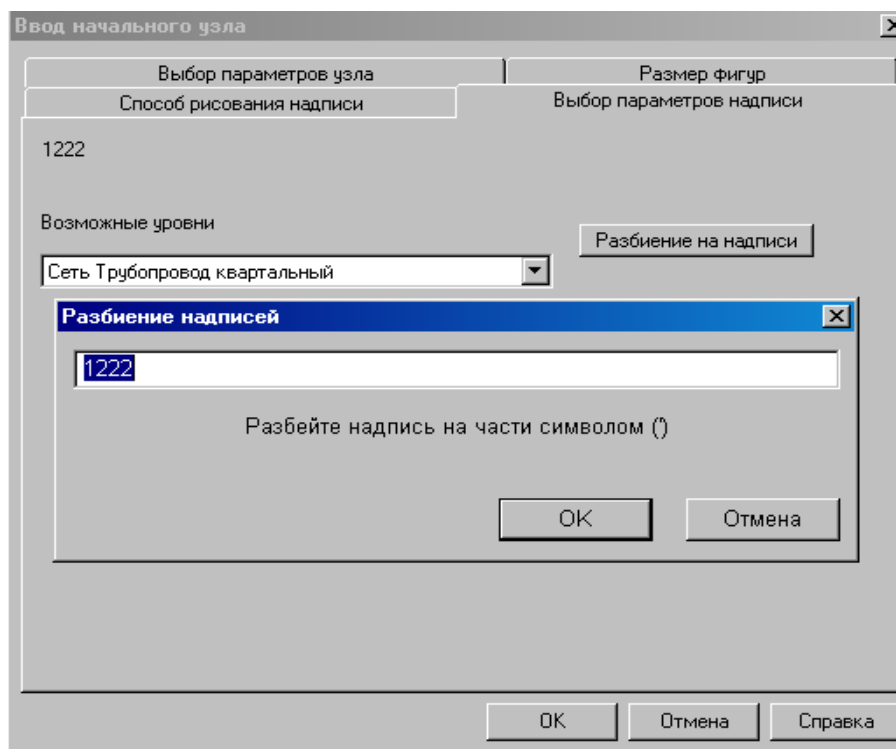 Ввод начального узла
Выбор параметров узла
Размер фигур
Способ рисования надписи
Выбор параметров надписи
1222
Возможные уровни
Разбиение на надписи
Сеть Трубопровод квартальный
Разбиение надписей
1222
Разбейте надпись на части символом (')
OK
Отмена
OK
Отмена
Справка